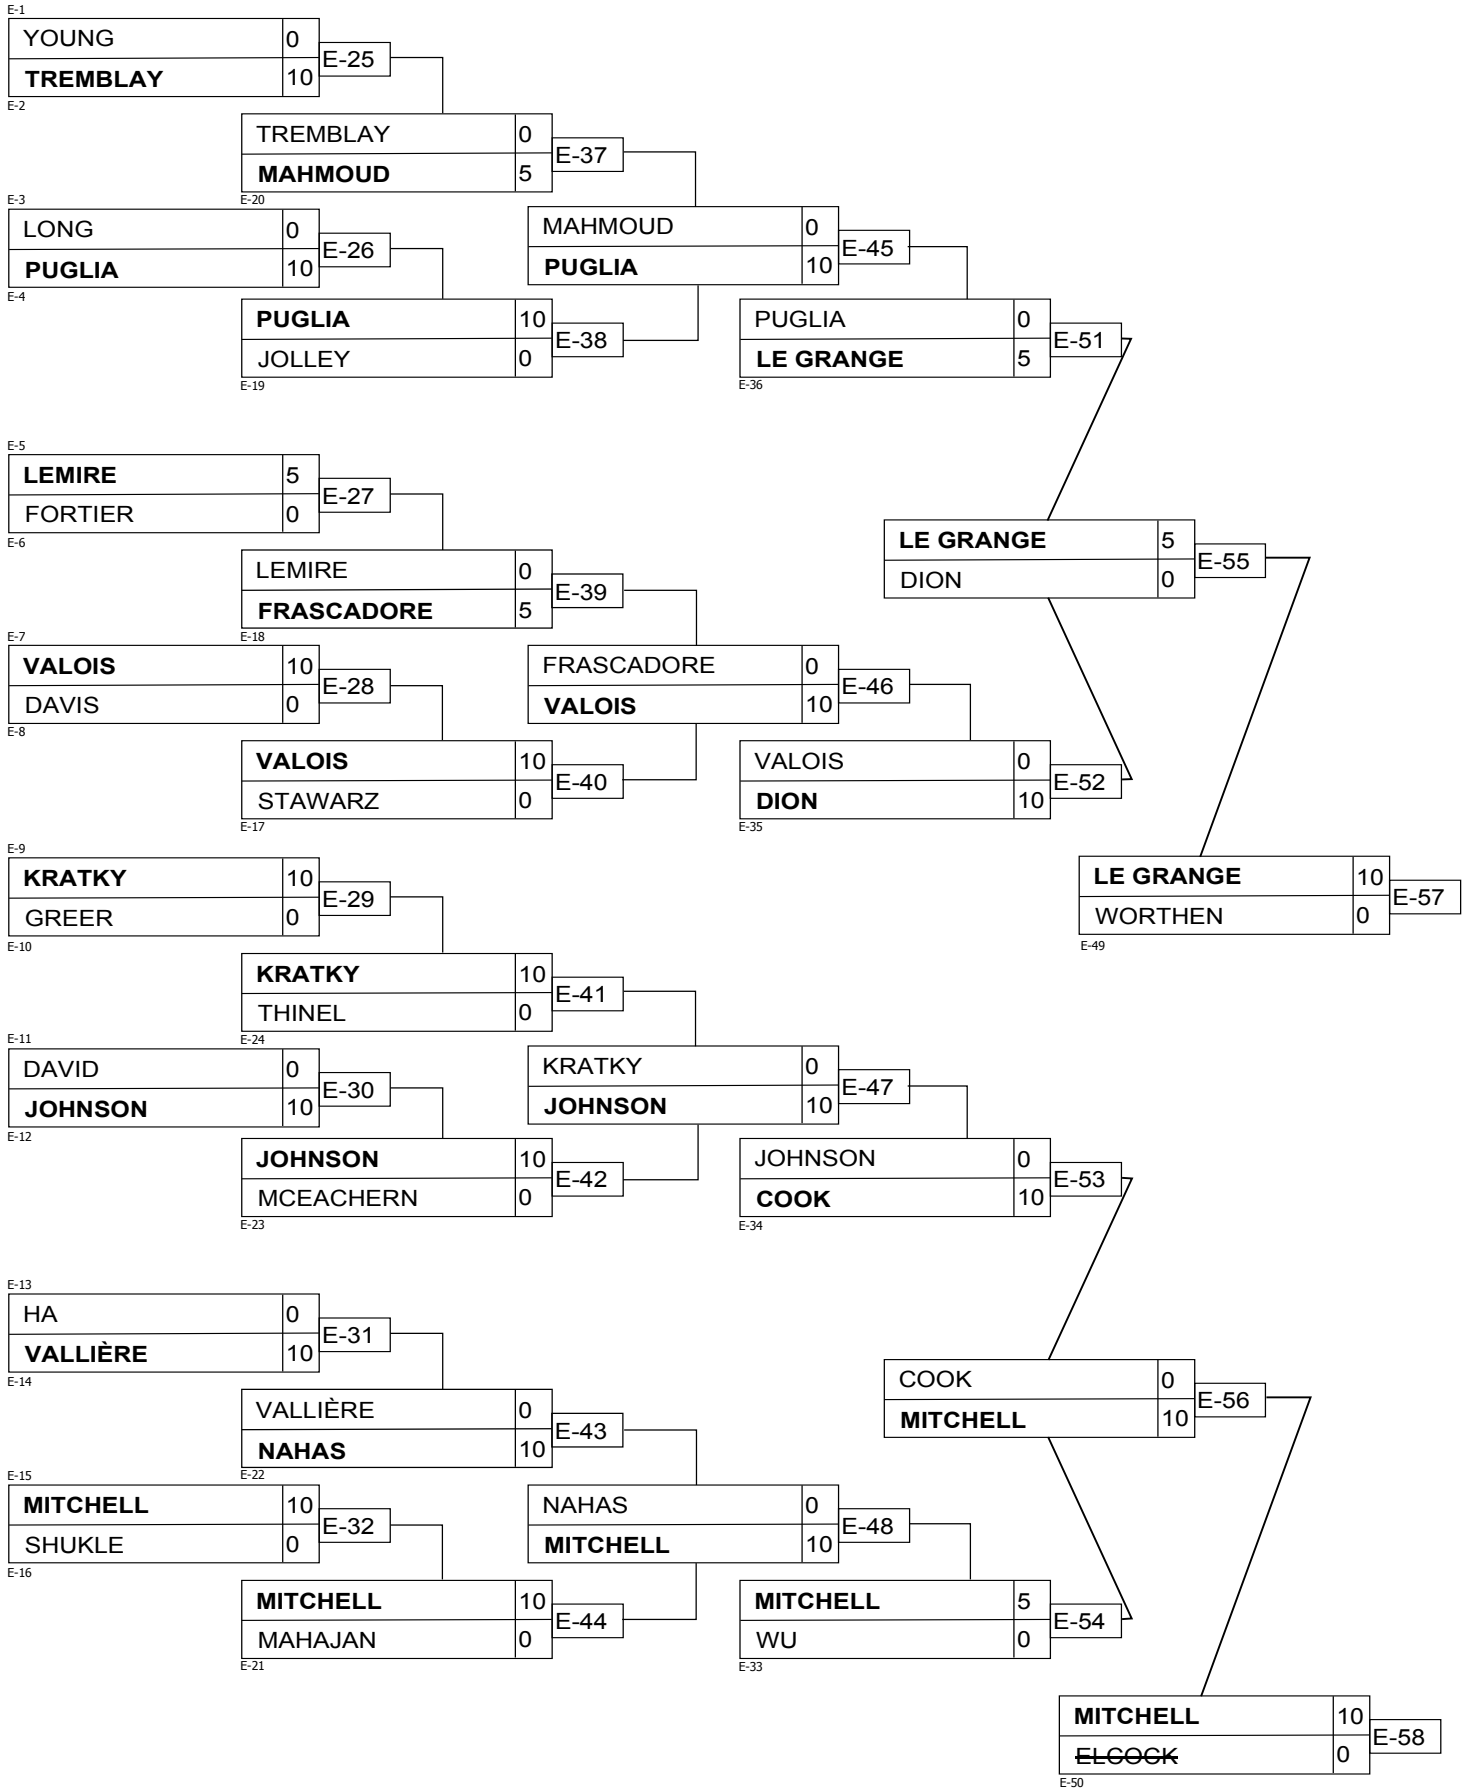 E-1
YOUNG 0
TREMBLAY 10
E-2
E-25
TREMBLAY 0
MAHMOUD 5
E-20
E-37
E-3
LONG 0
PUGLIA 10
E-4
E-26
MAHMOUD 0
PUGLIA 10
E-45
PUGLIA 10
JOLLEY 0
E-19
E-38
PUGLIA 0
LE GRANGE 5
E-36
E-51
E-5
LEMIRE 5
FORTIER 0
E-6
E-27
LE GRANGE 5
DION 0
E-55
LEMIRE 0
FRASCADORE 5
E-18
E-39
E-7
VALOIS 10
DAVIS 0
E-8
E-28
FRASCADORE 0
VALOIS 10
E-46
VALOIS 10
STAWARZ 0
E-17
E-40
VALOIS 0
DION 10
E-35
E-52
E-9
KRATKY 10
GREER 0
E-10
E-29
LE GRANGE 10
WORTHEN 0
E-49
E-57
KRATKY 10
THINEL 0
E-24
E-41
E-11
DAVID 0
JOHNSON 10
E-12
E-30
KRATKY 0
JOHNSON 10
E-47
JOHNSON 10
MCEACHERN 0
E-23
E-42
JOHNSON 0
COOK 10
E-34
E-53
E-13
HA 0
VALLIÈRE 10
E-14
E-31
COOK 0
MITCHELL 10
E-56
VALLIÈRE 0
NAHAS 10
E-22
E-43
E-15
MITCHELL 10
SHUKLE 0
E-16
E-32
NAHAS 0
MITCHELL 10
E-48
MITCHELL 10
MAHAJAN 0
E-21
E-44
MITCHELL 5
WU 0
E-33
E-54
MITCHELL 10
ELCOCK 0
E-50
E-58